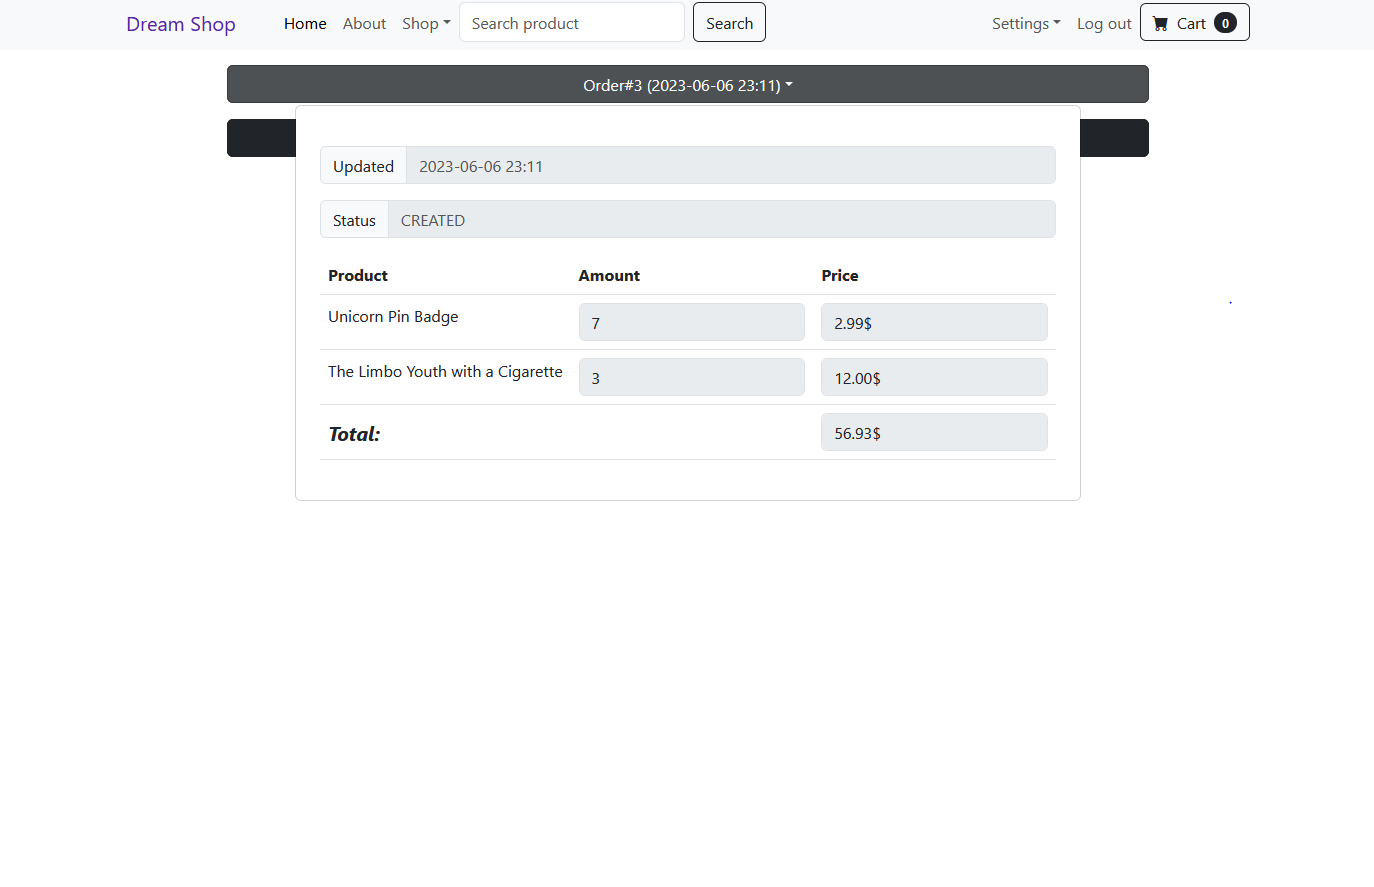 Dream Shop Home About Shop Search product Search Settings Log out Cart 0
Order#3 (2023-06-06 23:11)
Updated 2023-06-06 23:11
Status CREATED
Product Amount Price
Unicorn Pin Badge 7 2.99$
The Limbo Youth with a Cigarette 3 12.00$
Total: 56.93$